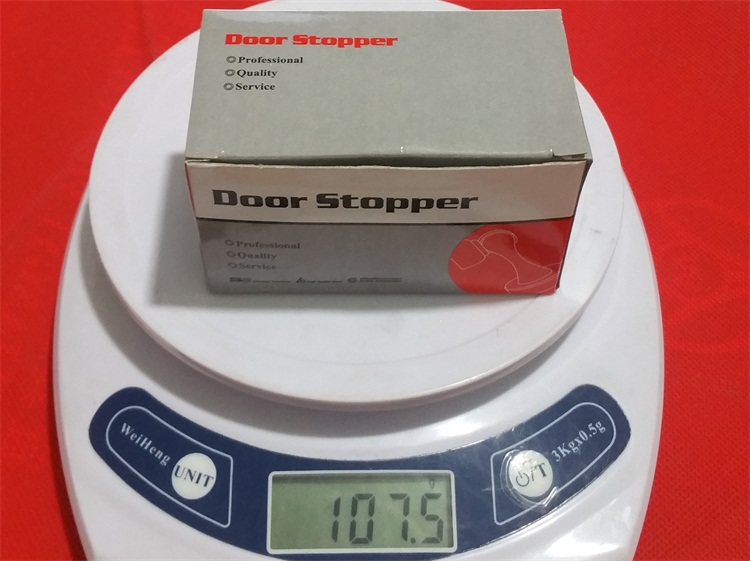 Door Stopper
Professional
Quality
Service
Door Stopper
Professional
Quality
Service
WeiHeng
UNIT
/T
3Kgx0.5g
g
107.5